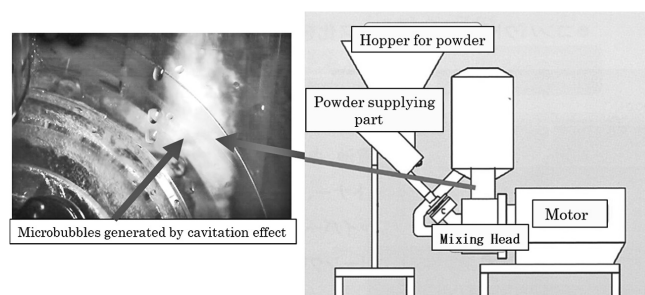 Hopper for powder
Powder supplying
part
Motor
Mixing Head
Microbubbles generated by cavitation effect